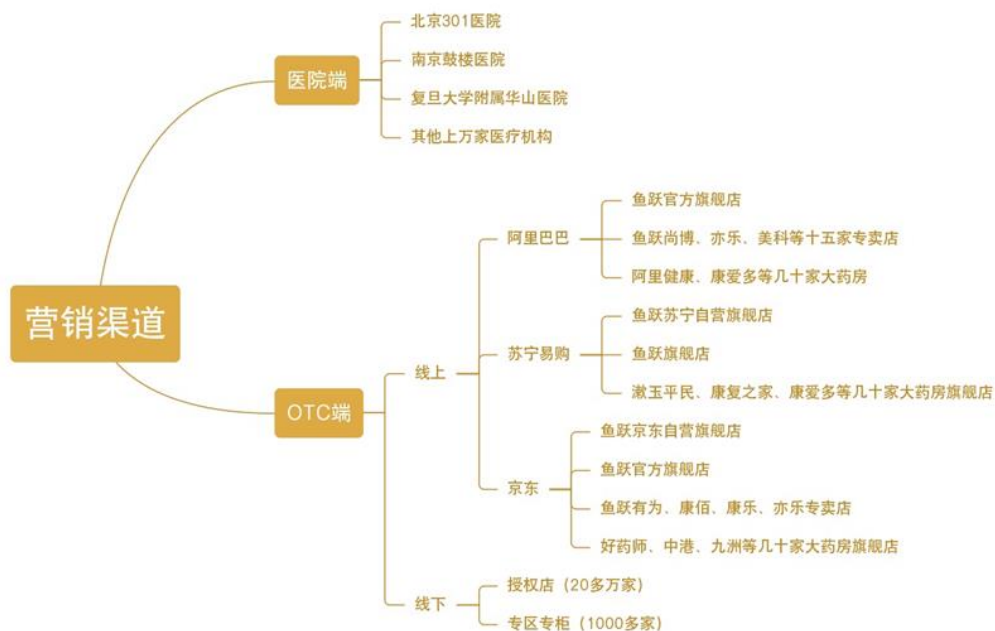 营销渠道
医院端
北京301医院
南京鼓楼医院
复旦大学附属华山医院
其他上万家医疗机构
OTC端
线上
阿里巴巴
鱼跃官方旗舰店
鱼跃尚博、亦乐、美科等十五家专卖店
阿里健康、康爱多等几十家大药房
苏宁易购
鱼跃苏宁自营旗舰店
鱼跃旗舰店
漱玉平民、康复之家、康爱多等几十家大药房旗舰店
京东
鱼跃京东自营旗舰店
鱼跃官方旗舰店
鱼跃有为、康佰、康乐、亦乐专卖店
好药师、中港、九洲等几十家大药房旗舰店
线下
授权店（20多万家）
专区专柜（1000多家）